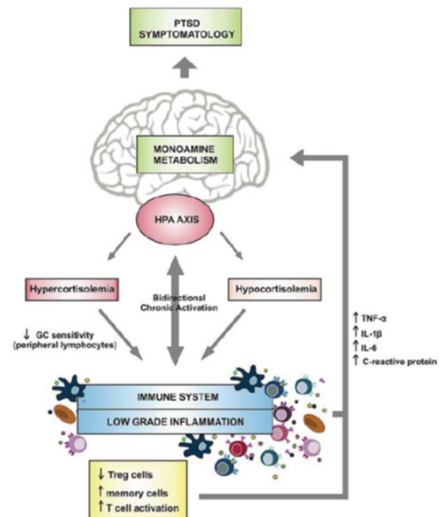 PTSD
SYMPTOMATOLOGY
MONOAMINE
METABOLISM
HPA AXIS
Hypercortisolemia
Bidirectional
Chronic Activation
Hypocortisolemia
↓ GC sensitivity
(peripheral lymphocytes)
↑ TNF-α
↑ IL-1β
↑ IL-6
↑ C-reactive protein
IMMUNE SYSTEM
LOW GRADE INFLAMMATION
↓ Treg cells
↑ memory cells
↑ T cell activation